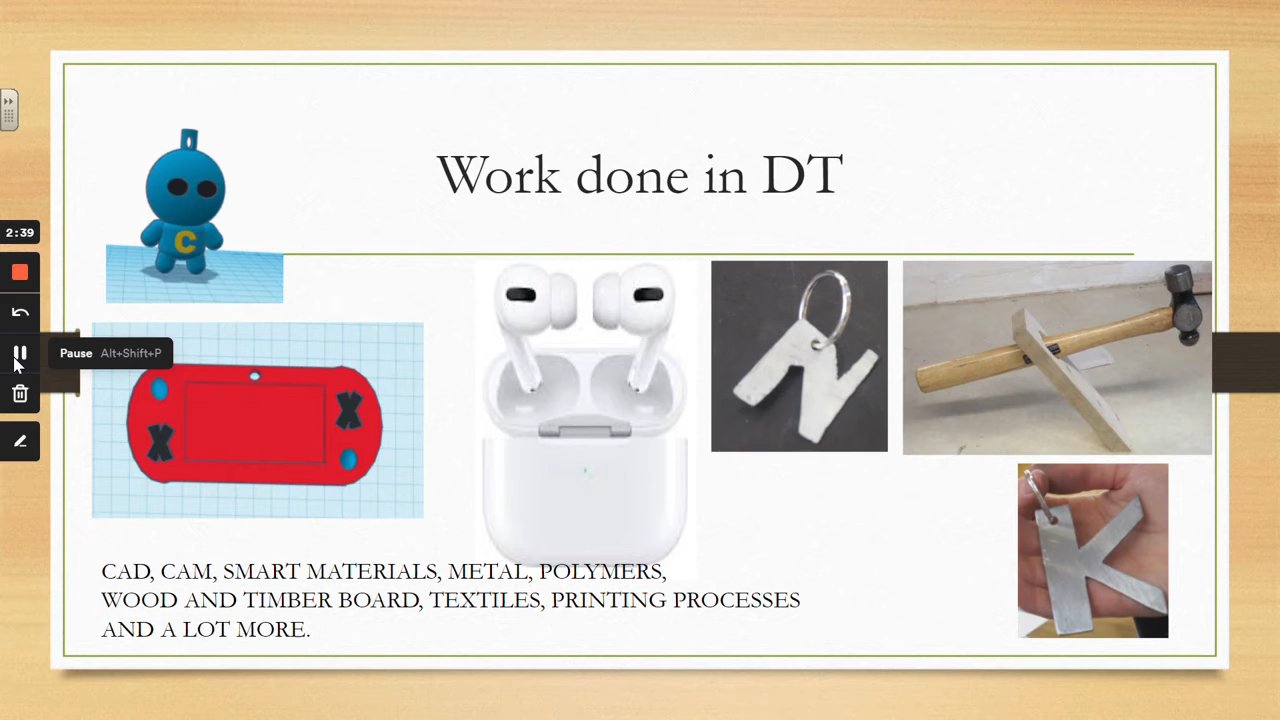 Work done in DT
C
2:39
Pause Alt+Shift+P
CAD, CAM, SMART MATERIALS, METAL, POLYMERS,
WOOD AND TIMBER BOARD, TEXTILES, PRINTING PROCESSES
AND A LOT MORE.